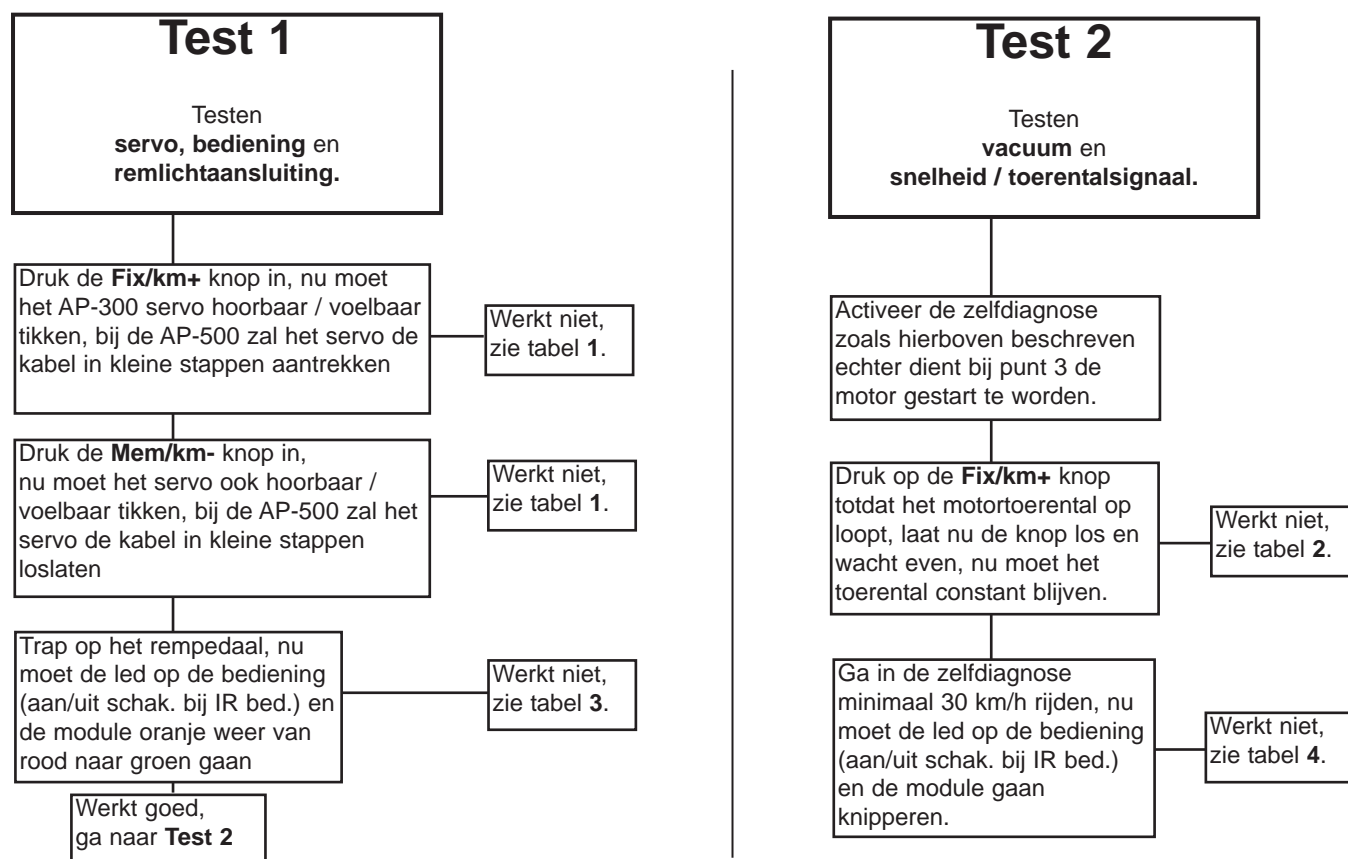 Test 1
Testen
servo, bediening en
remlichtaansluiting.
Druk de Fix/km+ knop in, nu moet
het AP-300 servo hoorbaar / voelbaar
tikken, bij de AP-500 zal het servo de
kabel in kleine stappen aantrekken
Werkt niet,
zie tabel 1.
Druk de Mem/km- knop in,
nu moet het servo ook hoorbaar /
voelbaar tikken, bij de AP-500 zal het
servo de kabel in kleine stappen
loslaten
Werkt niet,
zie tabel 1.
Trap op het rempedaal, nu
moet de led op de bediening
(aan/uit schak. bij IR bed.) en
de module oranje weer van
rood naar groen gaan
Werkt niet,
zie tabel 3.
Werkt goed,
ga naar Test 2
Test 2
Testen
vacuum en
snelheid / toerentalsignaal.
Activeer de zelfdiagnose
zoals hierboven beschreven
echter dient bij punt 3 de
motor gestart te worden.
Druk op de Fix/km+ knop
totdat het motortoerental op
loopt, laat nu de knop los en
wacht even, nu moet het
toerental constant blijven.
Werkt niet,
zie tabel 2.
Ga in de zelfdiagnose
minimaal 30 km/h rijden, nu
moet de led op de bediening
(aan/uit schak. bij IR bed.)
en de module gaan
knipperen.
Werkt niet,
zie tabel 4.